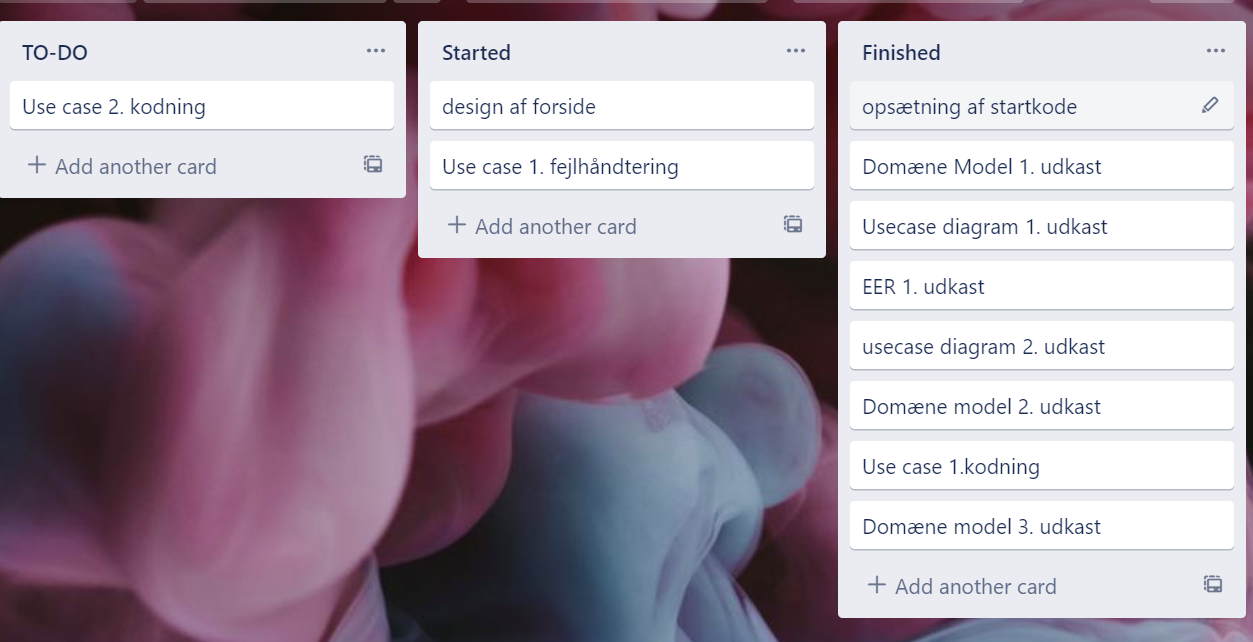 TO-DO
Use case 2. kodning
Add another card
Started
design af forside
Use case 1. fejlhåndtering
Add another card
Finished
opsætning af startkode
Domæne Model 1. udkast
Usecase diagram 1. udkast
EER 1. udkast
usecase diagram 2. udkast
Domæne model 2. udkast
Use case 1.kodning
Domæne model 3. udkast
Add another card